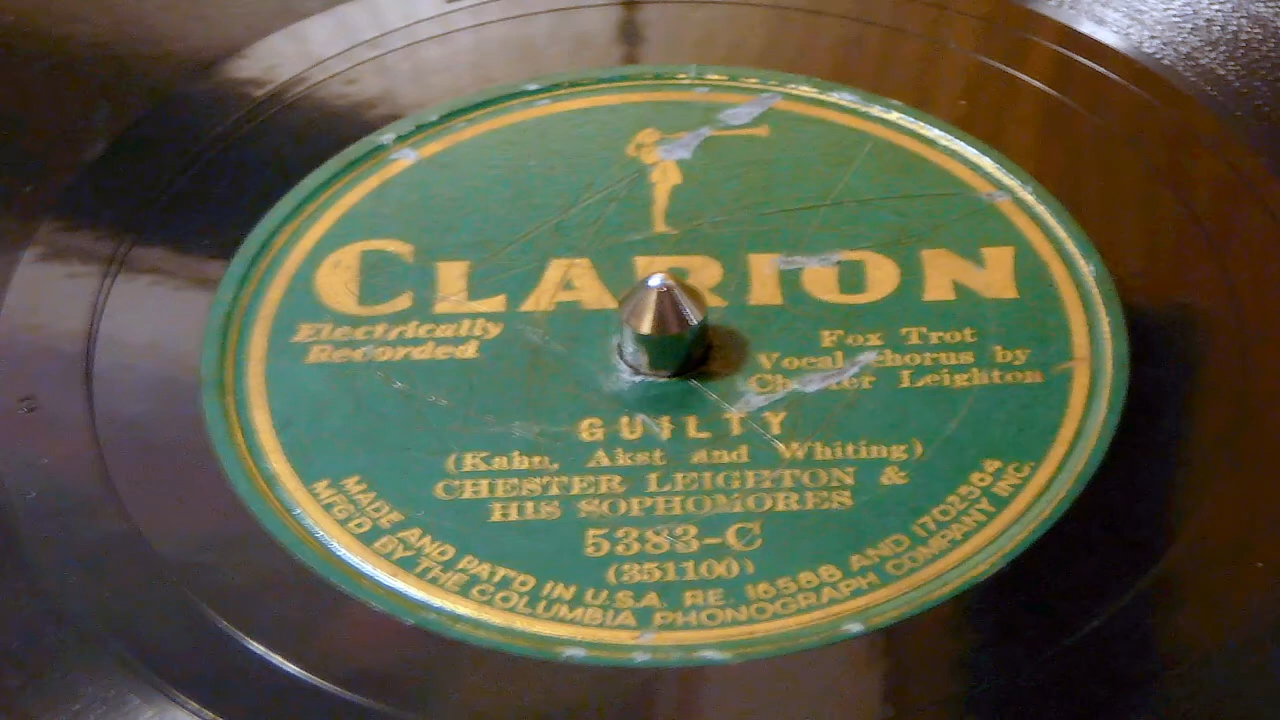 CLARION
Electrically
Recorded
Fox Trot
Vocal chorus by
Chester Leighton
GUILTY
(Kahn, Akst and Whiting)
CHESTER LEIGHTON &
HIS SOPHOMORES
5383-C
(351100)
MADE AND PAT'D IN U.S.A. RE. 16588 AND 1702564
MFG'D BY THE COLUMBIA PHONOGRAPH COMPANY INC.